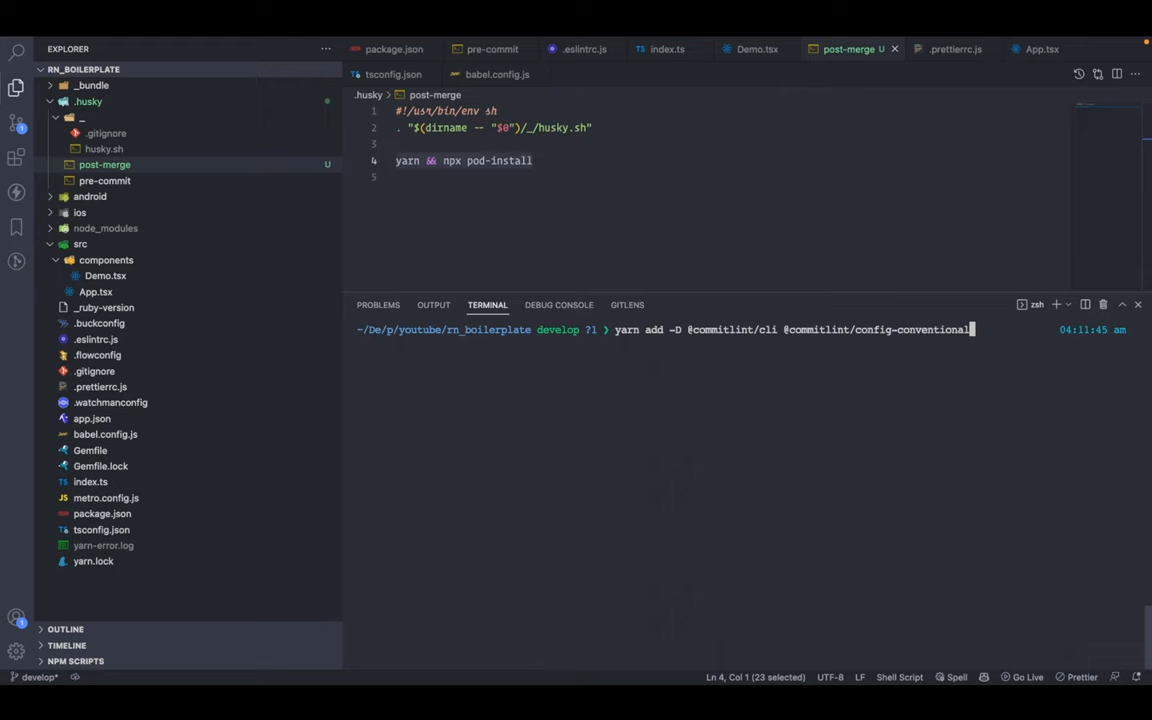 EXPLORER
RN_BOILERPLATE
_bundle
.husky
_
.gitignore
husky.sh
post-merge U
pre-commit
android
ios
node_modules
src
components
Demo.tsx
App.tsx
_ruby-version
.buckconfig
.eslintrc.js
.flowconfig
.gitignore
.prettierrc.js
.watchmanconfig
app.json
babel.config.js
Gemfile
Gemfile.lock
index.ts
metro.config.js
package.json
tsconfig.json
yarn-error.log
yarn.lock
OUTLINE
TIMELINE
NPM SCRIPTS
package.json pre-commit .eslintrc.js index.ts Demo.tsx post-merge U .prettierrc.js App.tsx
tsconfig.json babel.config.js
.husky > post-merge
1 #!/usr/bin/env sh
2 . "$(dirname -- "$0")/_/husky.sh"
3
4 yarn && npx pod-install
5
PROBLEMS OUTPUT TERMINAL DEBUG CONSOLE GITLENS zsh
~/De/p/youtube/rn_boilerplate develop ?1 ❯ yarn add -D @commitlint/cli @commitlint/config-conventional 04:11:45 am
1
1
develop* Ln 4, Col 1 (23 selected) UTF-8 LF Shell Script Spell Go Live Prettier